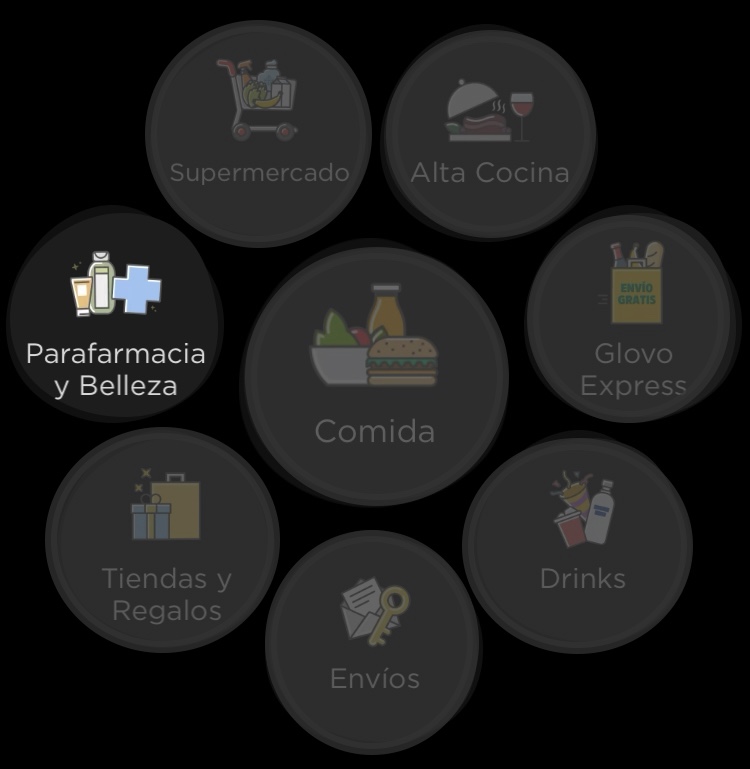 Supermercado
Alta Cocina
Parafarmacia
y Belleza
ENVÍO
GRATIS
Glovo
Express
Comida
Tiendas y
Regalos
Drinks
Envíos